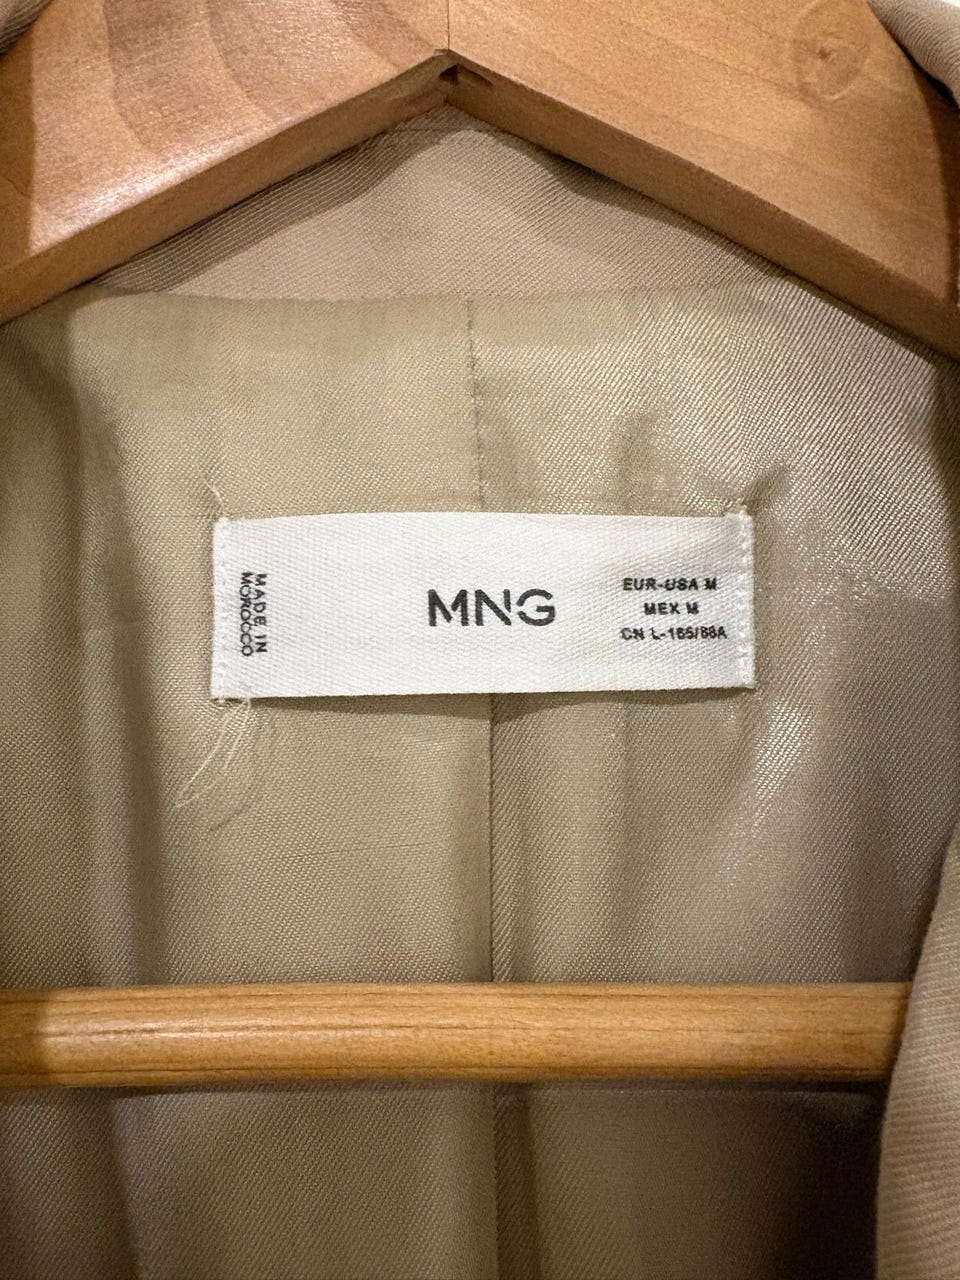 MADE IN
MOROCCO
MNG
EUR-USA M
MEX M
CN L-165/88A